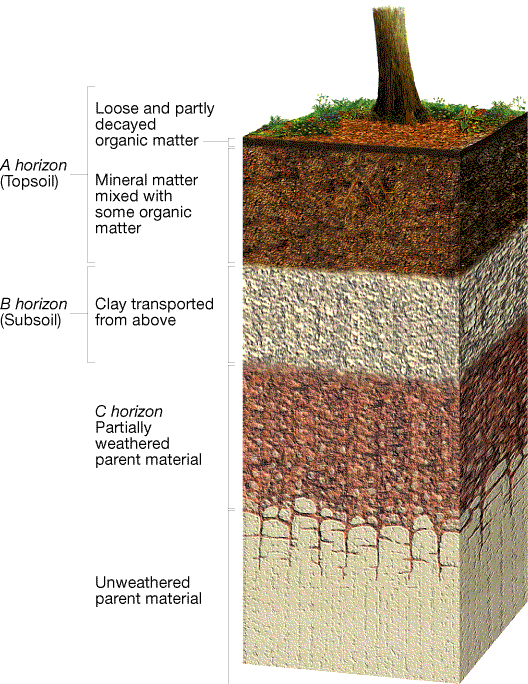 Loose and partly
decayed
organic matter
A horizon
(Topsoil)
Mineral matter
mixed with
some organic
matter
B horizon
(Subsoil)
Clay transported
from above
C horizon
Partially
weathered
parent material
Unweathered
parent material